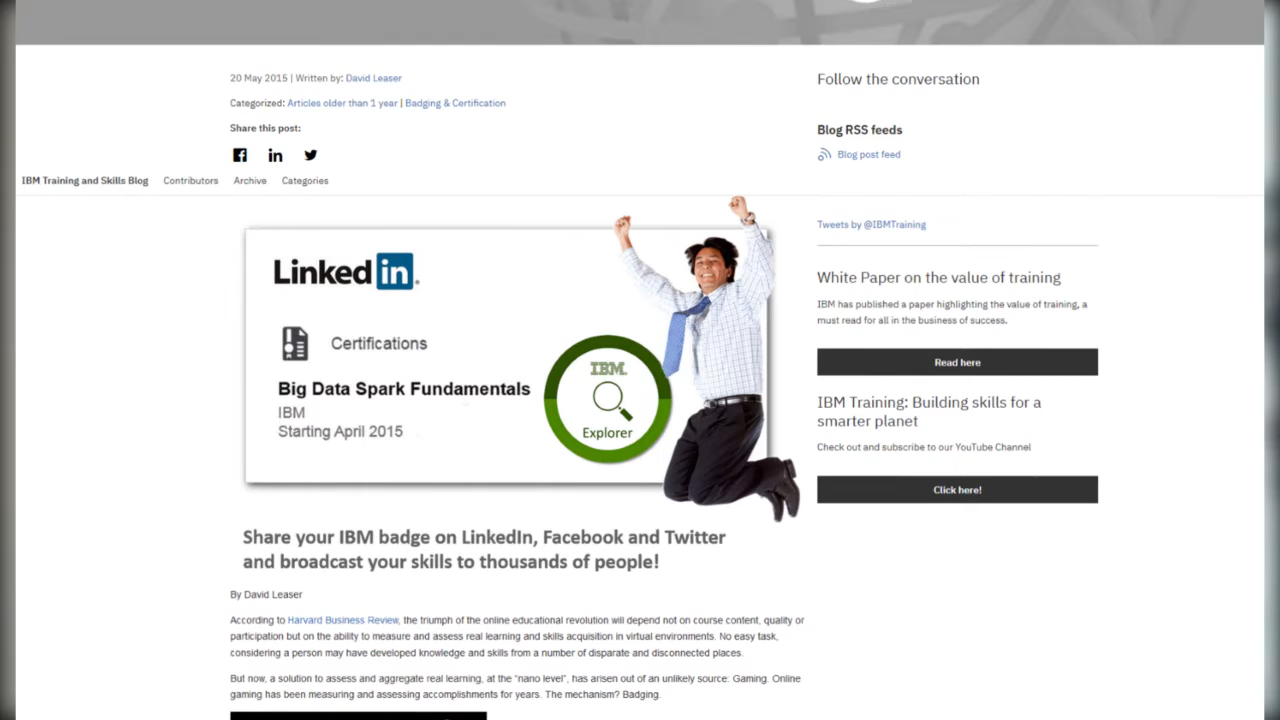 20 May 2015 | Written by: David Leaser
Categorized: Articles older than 1 year | Badging & Certification
Share this post:
IBM Training and Skills Blog Contributors Archive Categories
LinkedIn
Certifications
Big Data Spark Fundamentals
IBM
Starting April 2015
IBM
Explorer
Share your IBM badge on LinkedIn, Facebook and Twitter
and broadcast your skills to thousands of people!
By David Leaser
According to Harvard Business Review, the triumph of the online educational revolution will depend not on course content, quality or
participation but on the ability to measure and assess real learning and skills acquisition in virtual environments. No easy task,
considering a person may have developed knowledge and skills from a number of disparate and disconnected places.
But now, a solution to assess and aggregate real learning, at the “nano level”, has arisen out of an unlikely source: Gaming. Online
gaming has been measuring and assessing accomplishments for years. The mechanism? Badging.
Follow the conversation
Blog RSS feeds
Blog post feed
Tweets by @IBMTraining
White Paper on the value of training
IBM has published a paper highlighting the value of training, a
must read for all in the business of success.
Read here
IBM Training: Building skills for a
smarter planet
Check out and subscribe to our YouTube Channel
Click here!